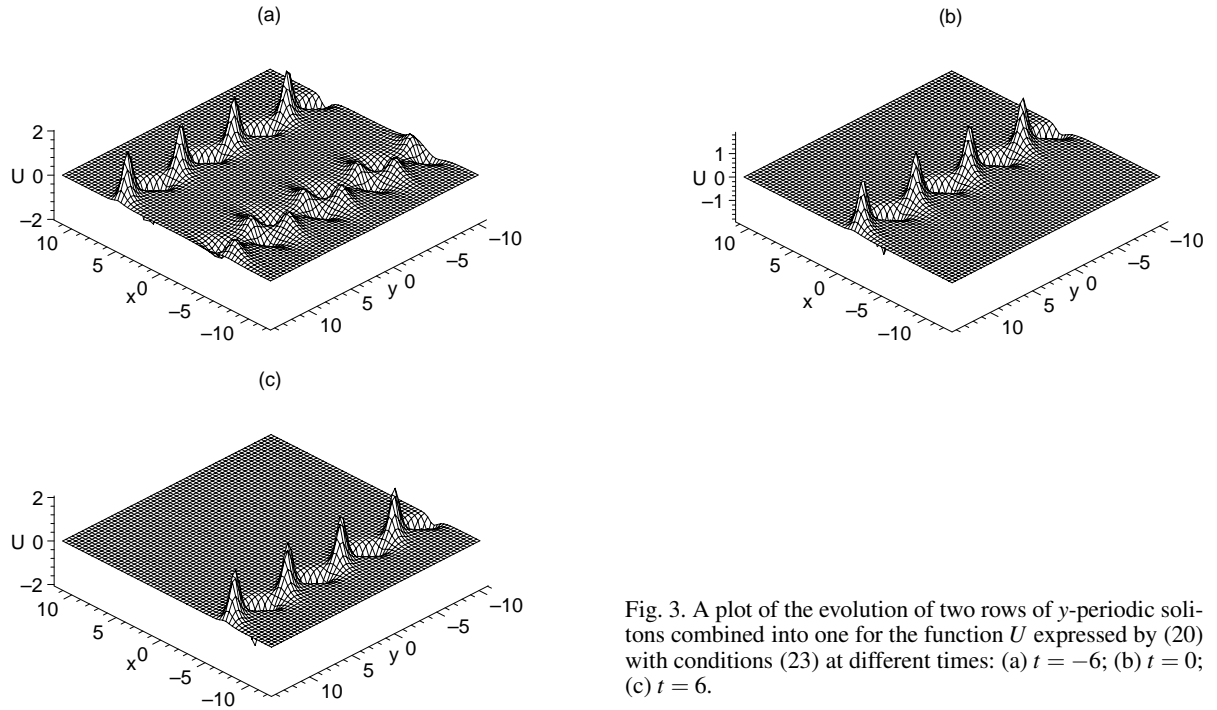 (a)
2
U 0
−2
10
5
x 0
−5
−10
10
5
y 0
−5
−10
(b)
1
U 0
−1
10
5
x 0
−5
−10
10
5
y 0
−5
−10
(c)
2
U 0
−2
10
5
x 0
−5
−10
10
5
y 0
−5
−10
Fig. 3. A plot of the evolution of two rows of y-periodic soli-
tons combined into one for the function U expressed by (20)
with conditions (23) at different times: (a) t = −6; (b) t = 0;
(c) t = 6.